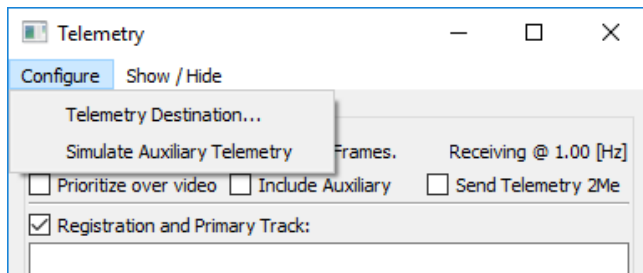 Telemetry
Configure Show / Hide
Telemetry Destination...
Simulate Auxiliary Telemetry Frames. Receiving @ 1.00 [Hz]
Prioritize over video Include Auxiliary Send Telemetry 2Me
Registration and Primary Track: